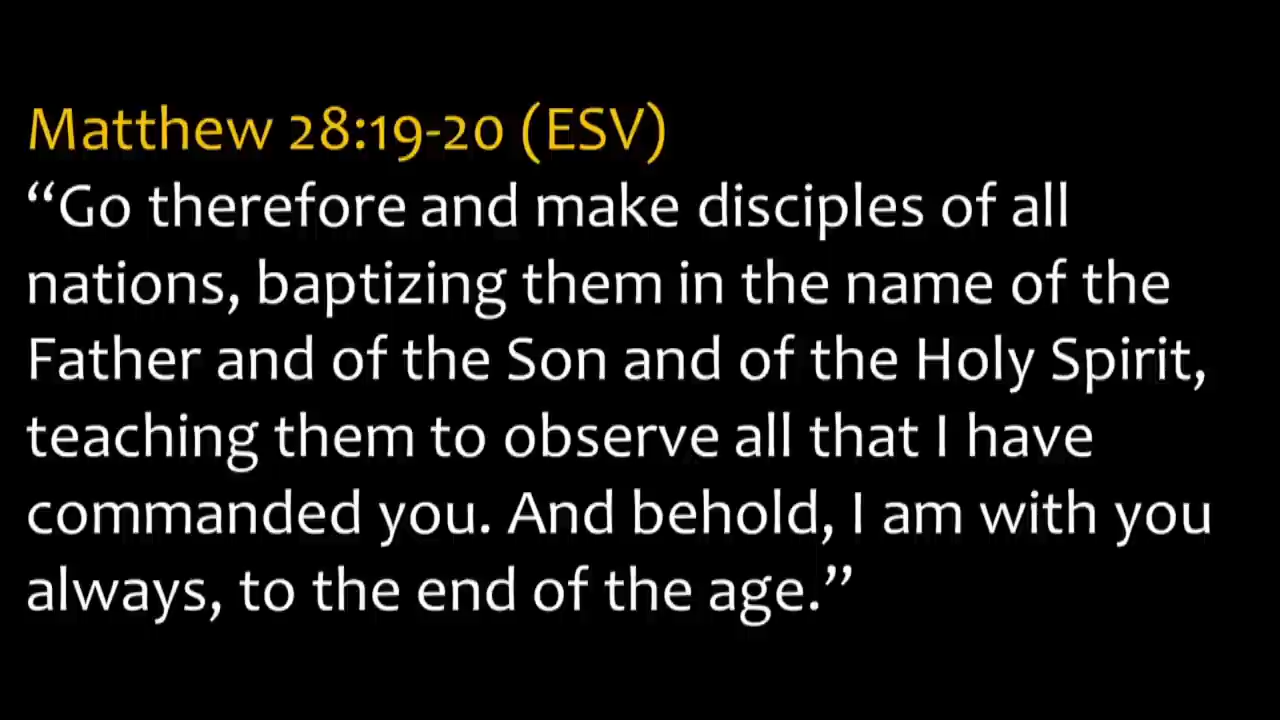 Matthew 28:19-20 (ESV)
“Go therefore and make disciples of all
nations, baptizing them in the name of the
Father and of the Son and of the Holy Spirit,
teaching them to observe all that I have
commanded you. And behold, I am with you
always, to the end of the age.”